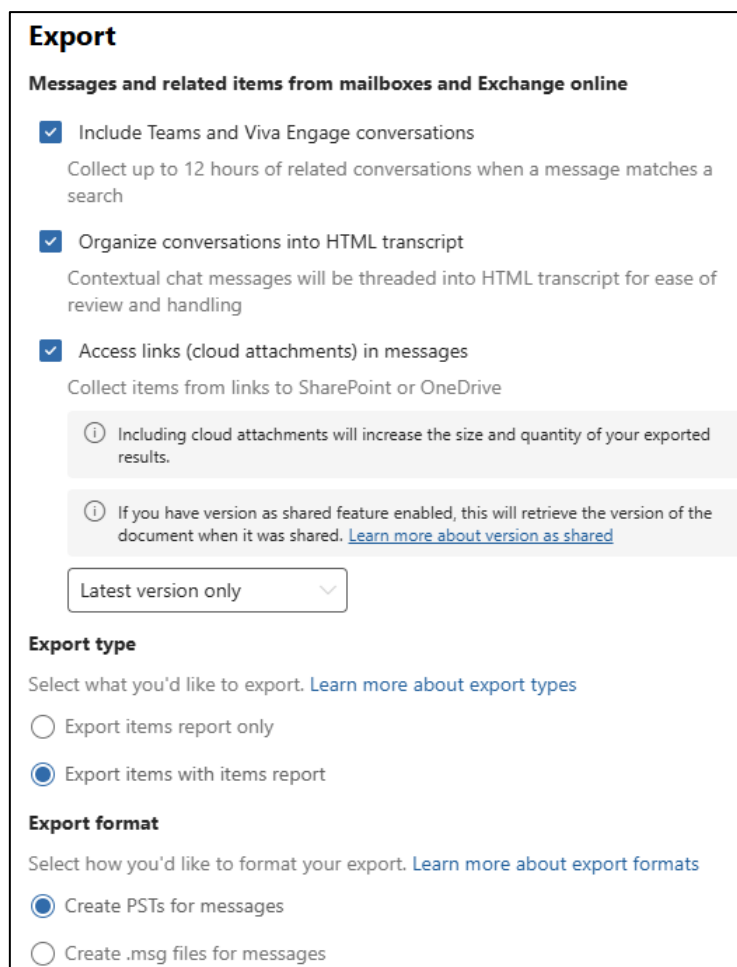 Export
Messages and related items from mailboxes and Exchange online
Include Teams and Viva Engage conversations
Collect up to 12 hours of related conversations when a message matches a
search
Organize conversations into HTML transcript
Contextual chat messages will be threaded into HTML transcript for ease of
review and handling
Access links (cloud attachments) in messages
Collect items from links to SharePoint or OneDrive
Including cloud attachments will increase the size and quantity of your exported
results.
If you have version as shared feature enabled, this will retrieve the version of the
document when it was shared. Learn more about version as shared
Latest version only
Export type
Select what you'd like to export. Learn more about export types
Export items report only
Export items with items report
Export format
Select how you'd like to format your export. Learn more about export formats
Create PSTs for messages
Create .msg files for messages